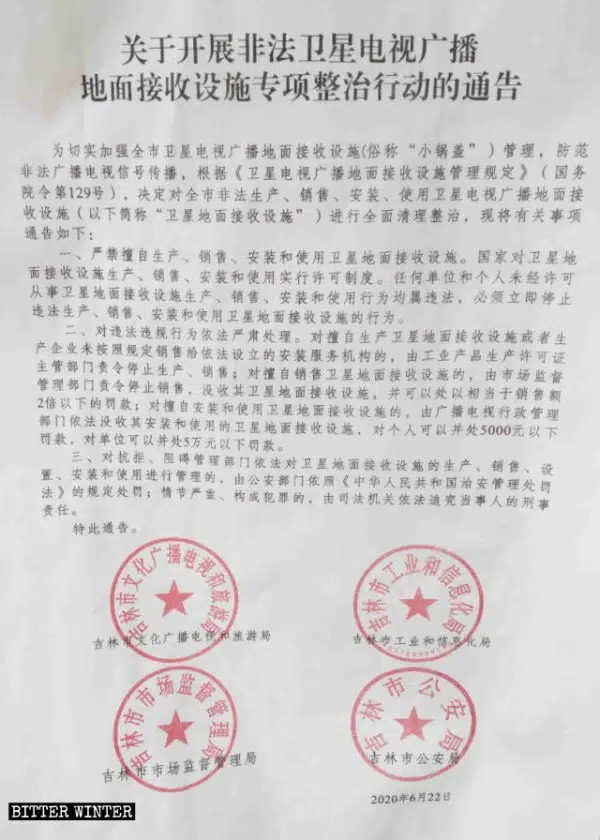 关于开展非法卫星电视广播
地面接收设施专项整治行动的通告
为切实加强全市卫星电视广播地面接收设施(俗称“小锅盖”)管理，防范
非法广播电视信号传播，根据《卫星电视广播地面接收设施管理规定》（国务
院令第129号），决定对全市非法生产、销售、安装、使用卫星电视广播地面接
收设施（以下简称“卫星地面接收设施”）进行全面清理整治，现将有关事项
通告如下：
一、严禁擅自生产、销售、安装和使用卫星地面接收设施。国家对卫星地
面接收设施生产、销售、安装和使用实行许可制度。任何单位和个人未经许可
从事卫星地面接收设施生产、销售、安装和使用行为均属违法，必须立即停止
违法生产、销售、安装和使用卫星地面接收设施的行为。
二、对违法违规行为依法严肃处理。对擅自生产卫星地面接收设施或者生
产企业未按照规定销售给依法设立的安装服务机构的，由工业产品生产许可证
主管部门责令停止生产、销售；对擅自销售卫星地面接收设施的，由市场监督
管理部门责令停止销售，没收其卫星地面接收设施，并可以处以相当于销售额
2倍以下的罚款；对擅自安装和使用卫星地面接收设施的，由广播电视行政管理
部门依法没收其安装和使用的卫星地面接收设施，对个人可以并处5000元以下
罚款，对单位可以并处5万元以下罚款。
三、对抗拒、阻碍管理部门依法对卫星地面接收设施的生产、销售、设
置、安装和使用进行管理的，由公安部门依照《中华人民共和国治安管理处罚
法》的规定处罚；情节严重、构成犯罪的，由司法机关依法追究当事人的刑事
责任。
特此通告。
吉林市文化广播电视和旅游局
吉林市工业和信息化局
吉林市文化广播电视和旅游局
吉林市工业和信息化局
吉林市市场监督管理局
吉林市公安局
吉林市市场监督管理局
吉林市公安局
2020年6月22日
BITTER WINTER